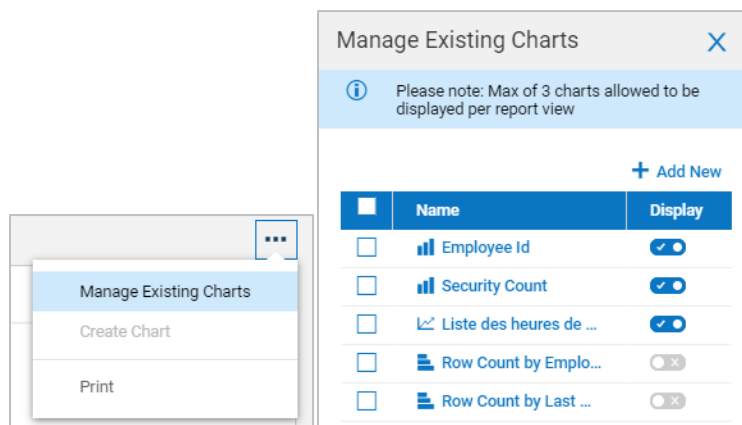 Manage Existing Charts
Create Chart
Print
Manage Existing Charts
Please note: Max of 3 charts allowed to be
displayed per report view
Add New
Name Display
Employee Id
Security Count
Liste des heures de ...
Row Count by Emplo...
Row Count by Last ...